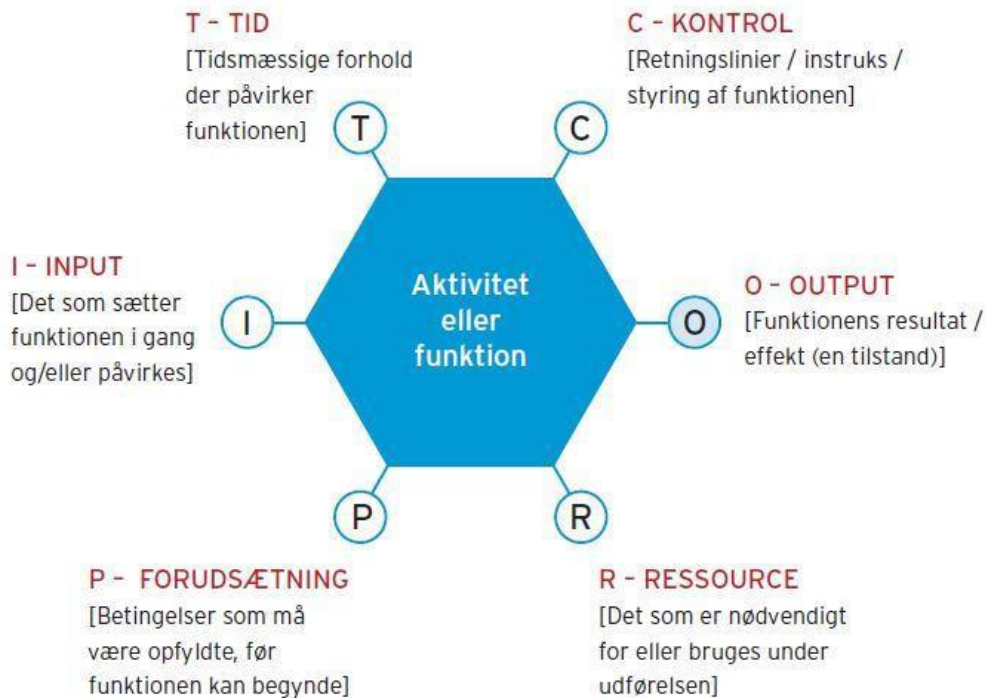 T - TID
[Tidsmæssige forhold
der påvirker
funktionen]
T
C - KONTROL
[Retningslinier / instruks /
styring af funktionen]
C
I - INPUT
[Det som sætter
funktionen i gang
og/eller påvirkes]
I
Aktivitet
eller
funktion
O
O - OUTPUT
[Funktionens resultat /
effekt (en tilstand)]
P
P - FORUDSÆTNING
[Betingelser som må
være opfyldte, før
funktionen kan begynde]
R
R - RESSOURCE
[Det som er nødvendigt
for eller bruges under
udførelsen]